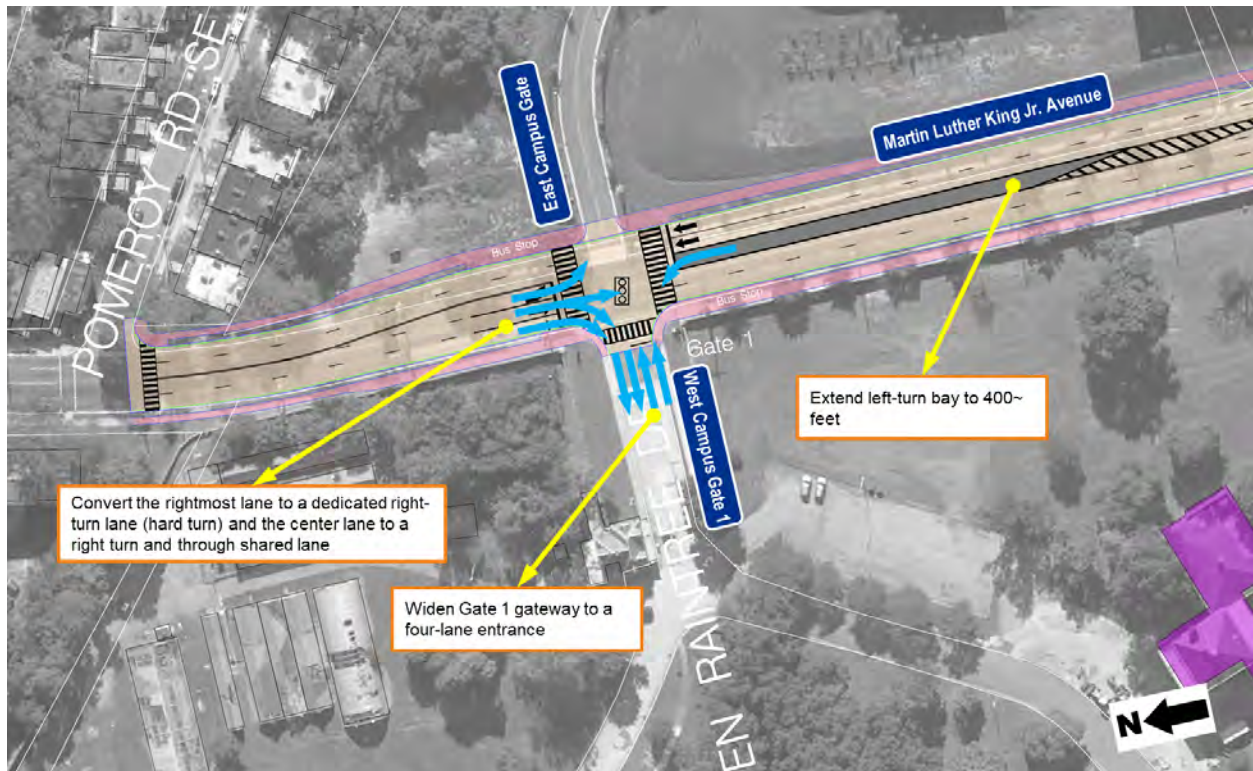 POMEROY RD. SE
East Campus Gate
Martin Luther King Jr. Avenue
Bus Stop
Bus Stop
Gate 1
West Campus Gate 1
EN RAINTREE DR
Extend left-turn bay to 400~
feet
Convert the rightmost lane to a dedicated right-
turn lane (hard turn) and the center lane to a
right turn and through shared lane
Widen Gate 1 gateway to a
four-lane entrance
N